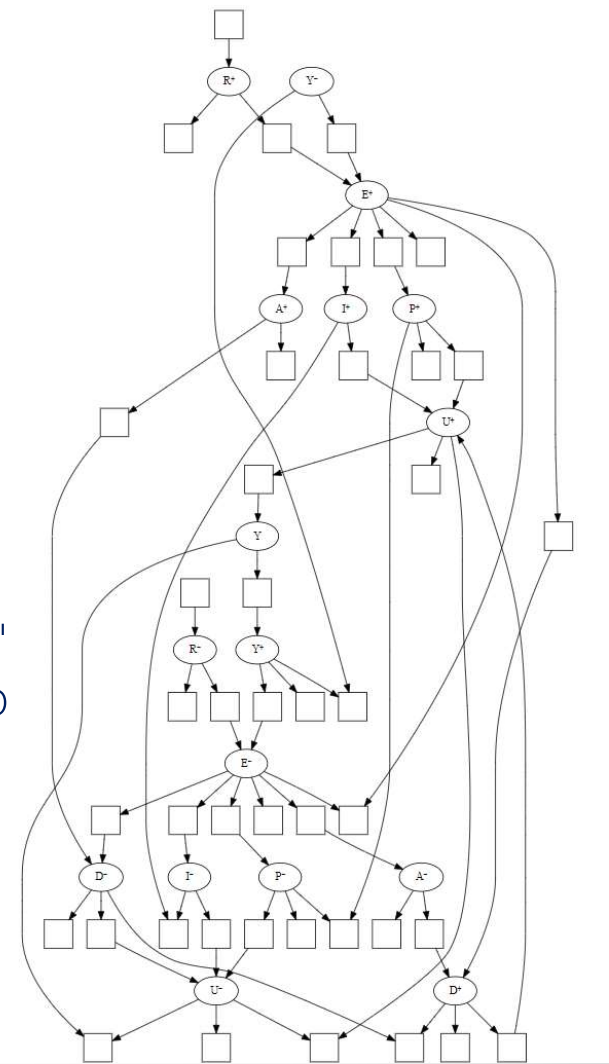 R⁺ Y⁻
E⁺
A⁺ I⁺ P⁺
U⁺
Y
R⁻ Y⁺
E⁻
D⁻ I⁻ P⁻ A⁻
U⁻ D⁺